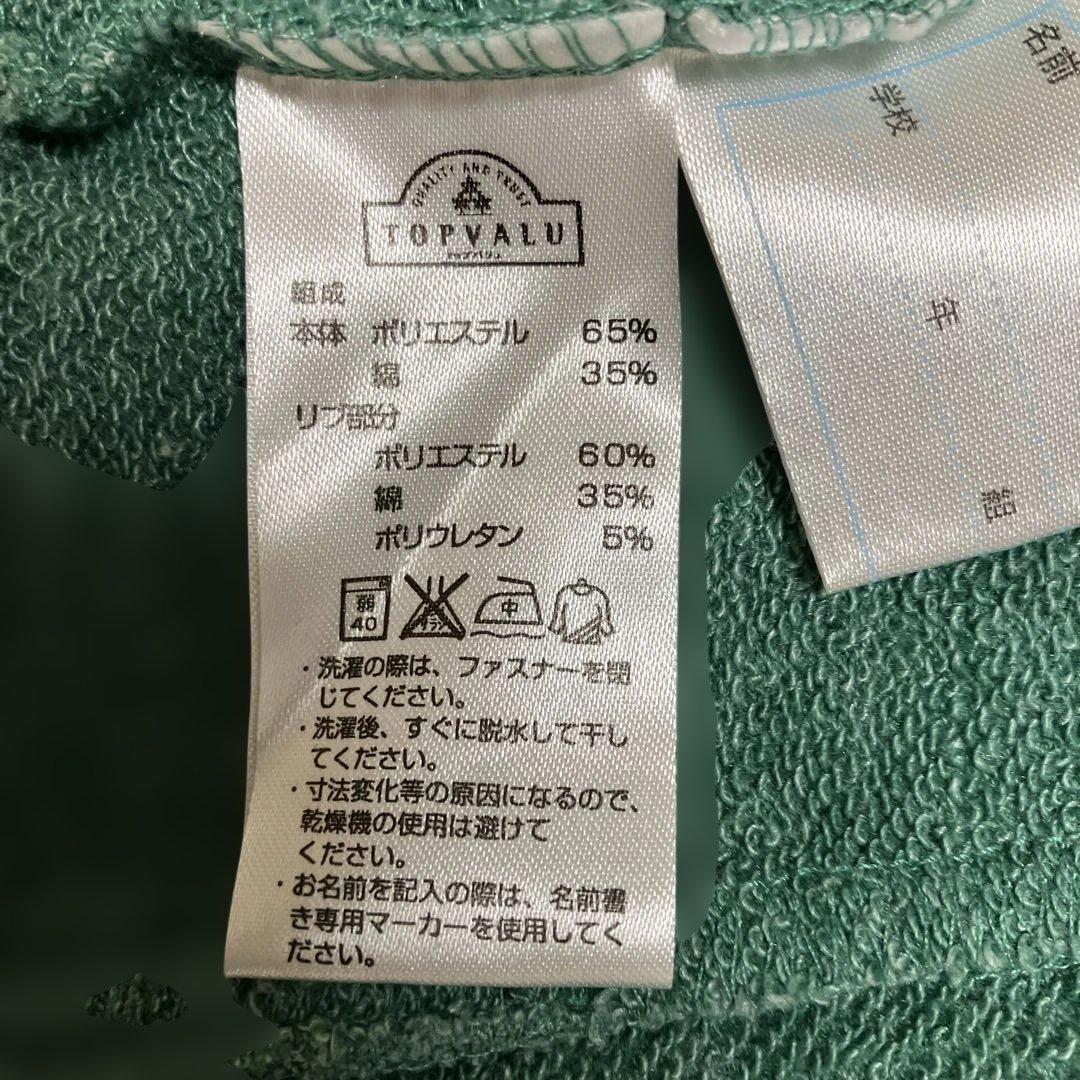 QUALITY AND TRUST
TOPVALU
トップバリュ
組成
本体 ポリエステル 65%
綿 35%
リブ部分
ポリエステル 60%
綿 35%
ポリウレタン 5%
弱 40 エンソサラシ 中
・洗濯の際は、ファスナーを閉
じてください。
・洗濯後、すぐに脱水して干し
てください。
・寸法変化等の原因になるので、
乾燥機の使用は避けて
ください。
・お名前を記入の際は、名前書
き専用マーカーを使用してく
ださい。
名前
学校
年
組